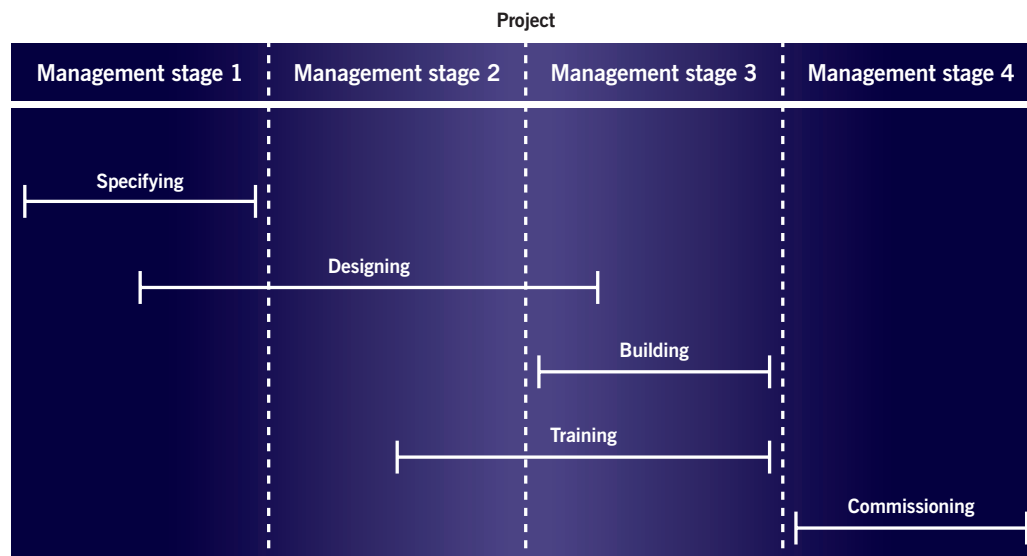 Project
Management stage 1
Management stage 2
Management stage 3
Management stage 4
Specifying
Designing
Building
Training
Commissioning